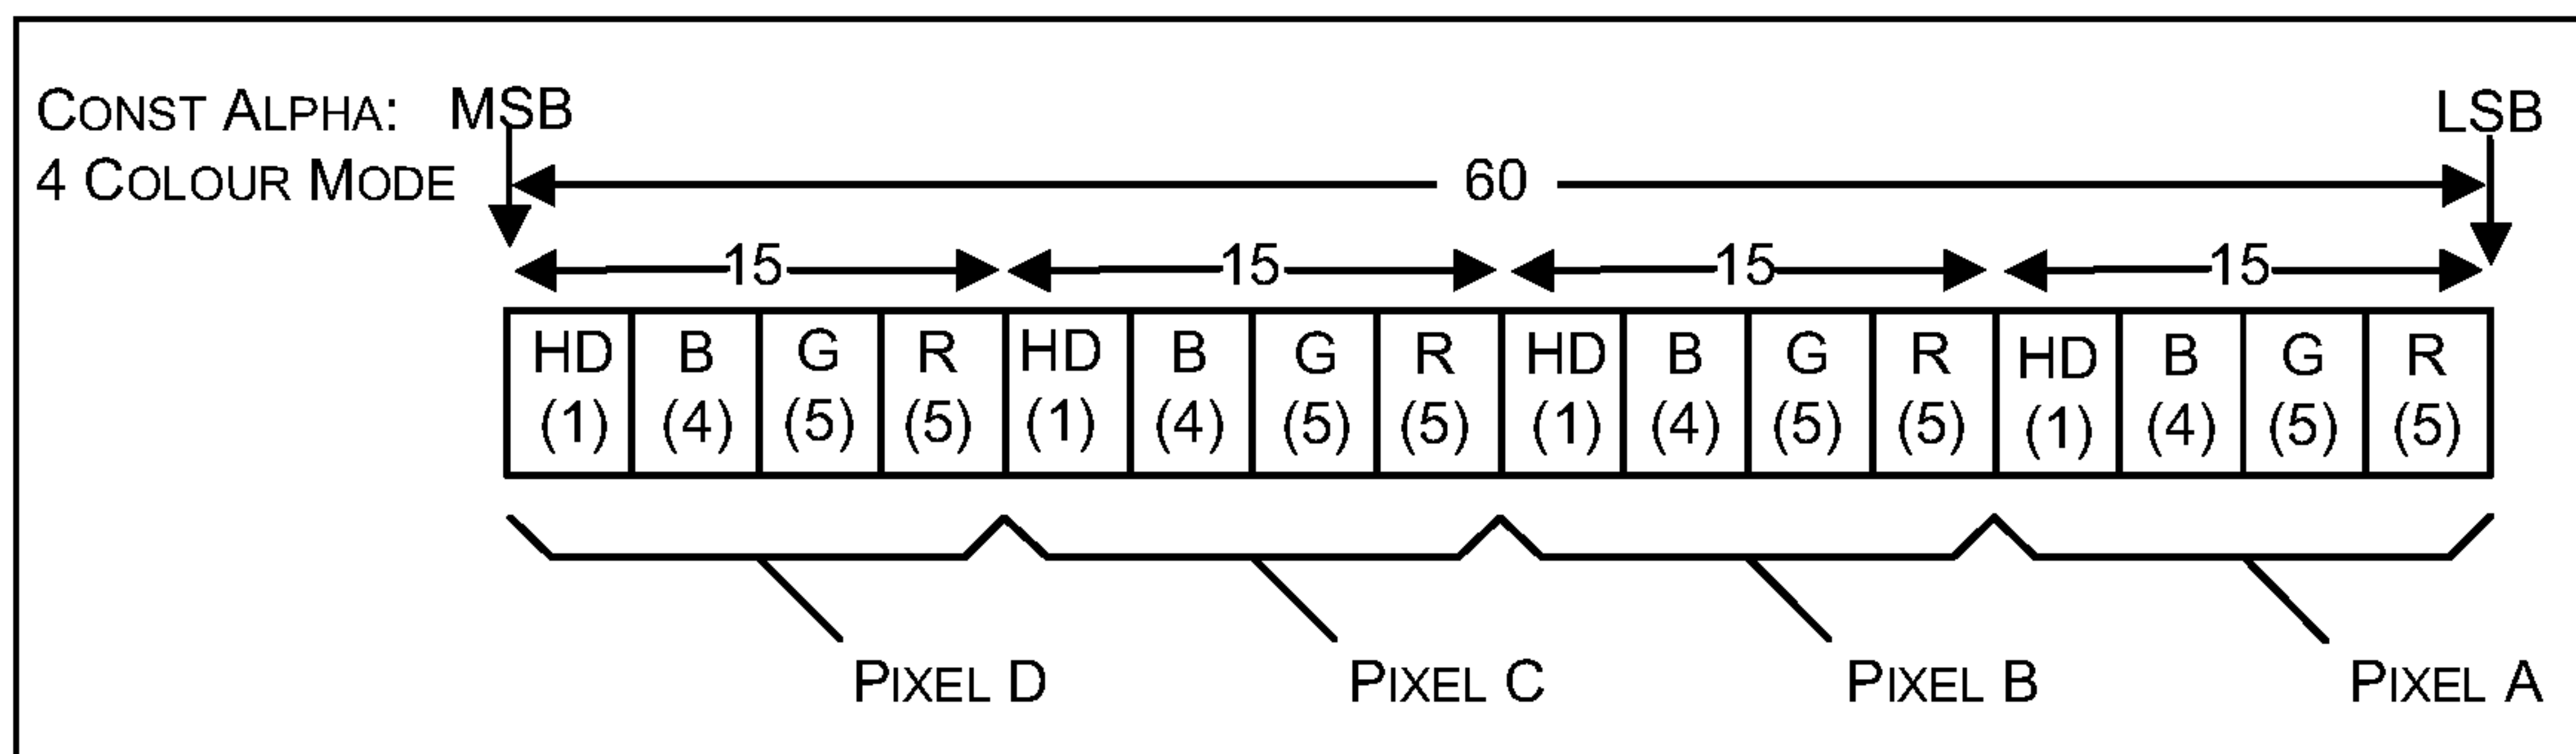 CONST ALPHA: MSB LSB
4 COLOUR MODE 60
15 15 15 15
HD B G R HD B G R HD B G R HD B G R
(1) (4) (5) (5) (1) (4) (5) (5) (1) (4) (5) (5) (1) (4) (5) (5)
PIXEL D PIXEL C PIXEL B PIXEL A